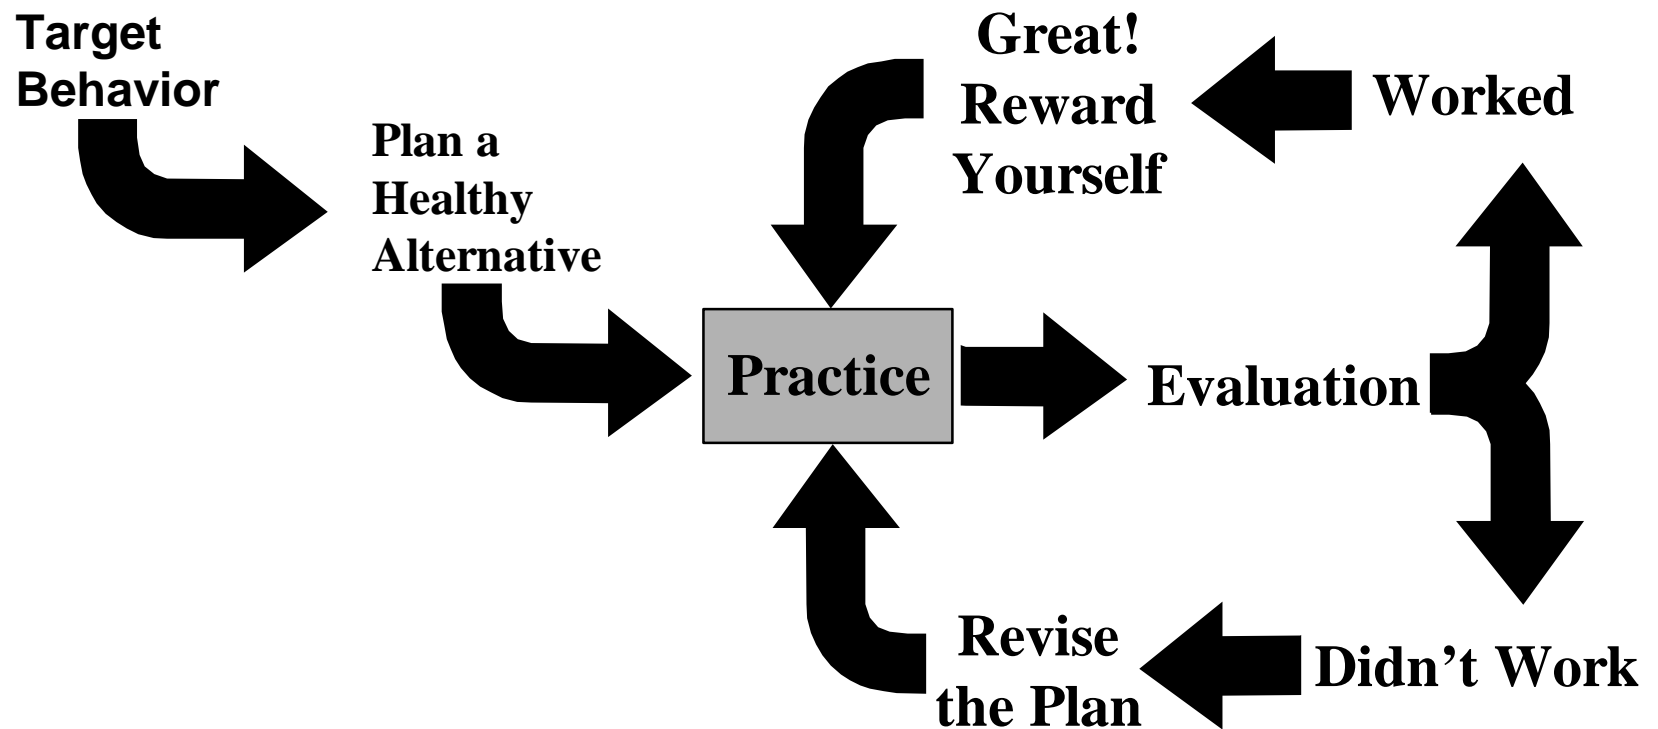 Target
Behavior
Plan a
Healthy
Alternative
Practice
Evaluation
Worked
Great!
Reward
Yourself
Didn’t Work
Revise
the Plan